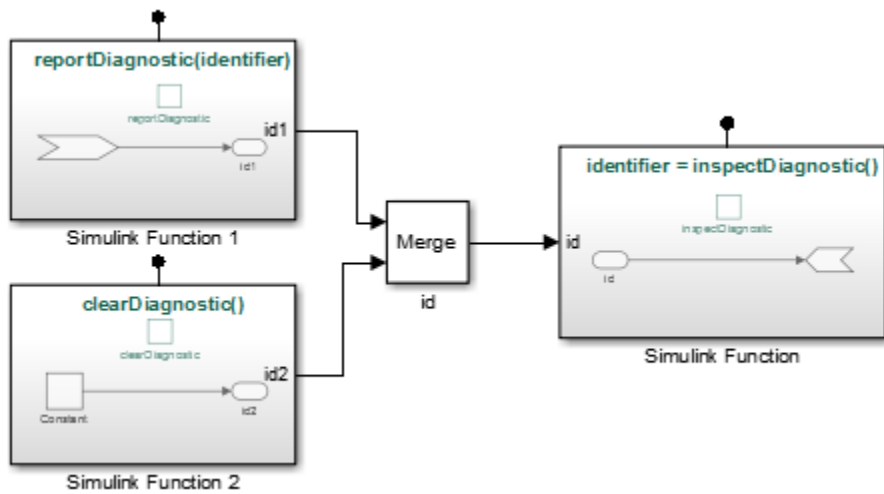 reportDiagnostic(identifier)
reportDiagnostic
id1
id1
Simulink Function 1
clearDiagnostic()
clearDiagnostic
id2
id2
Constant
Simulink Function 2
Merge
id
identifier = inspectDiagnostic()
inspectDiagnostic
id
id
Simulink Function